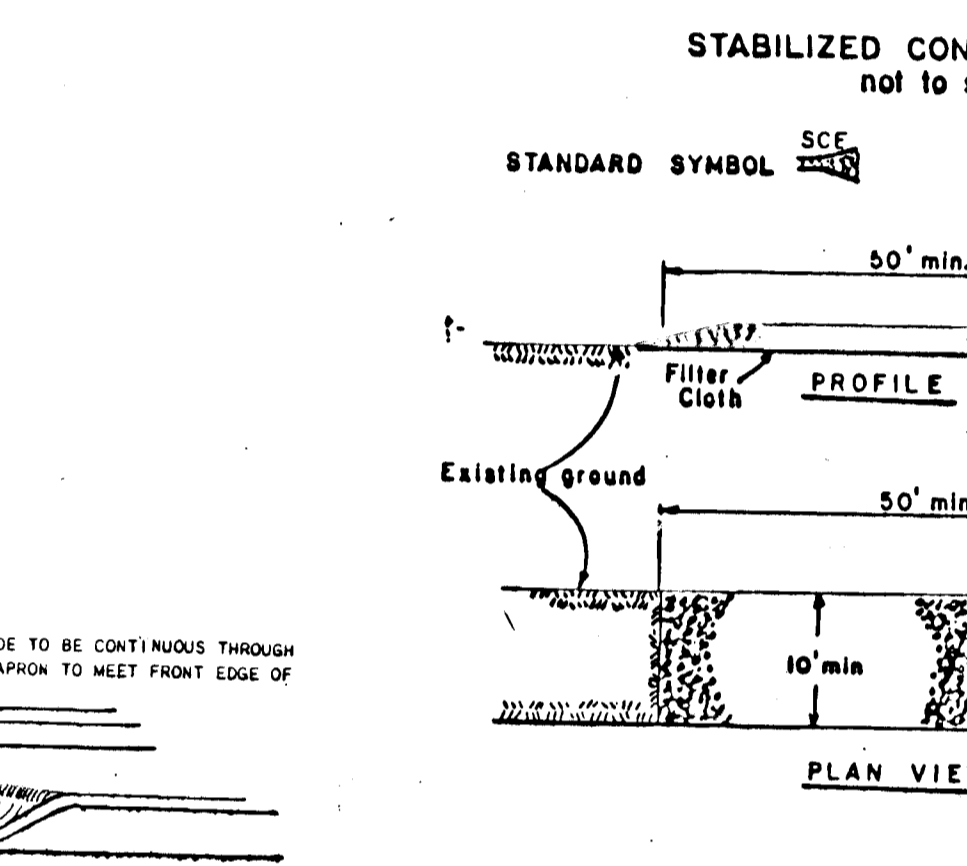 STABILIZED CON
not to s
STANDARD SYMBOL
SCE
50' min.
Filter
Cloth
PROFILE
Existing ground
50' min
10' min
PLAN VIE
DE TO BE CONTINUOUS THROUGH
APRON TO MEET FRONT EDGE OF